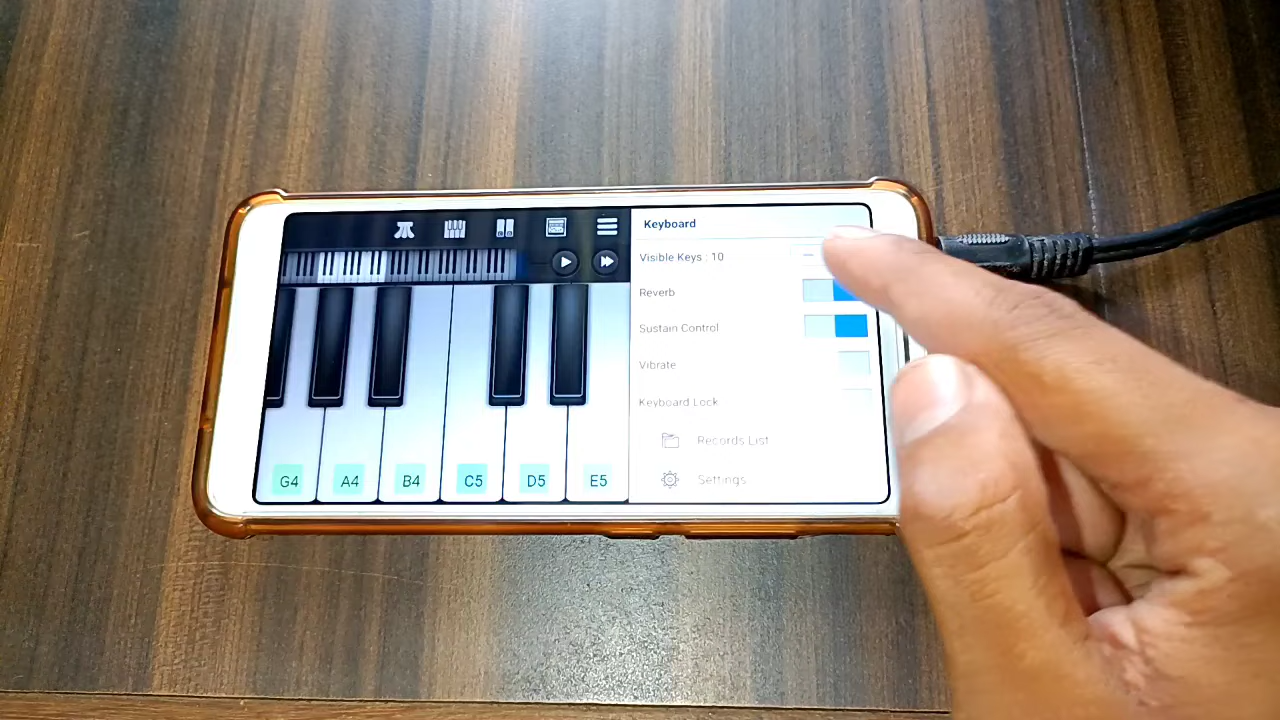 Keyboard
Visible Keys : 10
Reverb
Sustain Control
Vibrate
Keyboard Lock
Records List
Settings
G4 A4 B4 C5 D5 E5